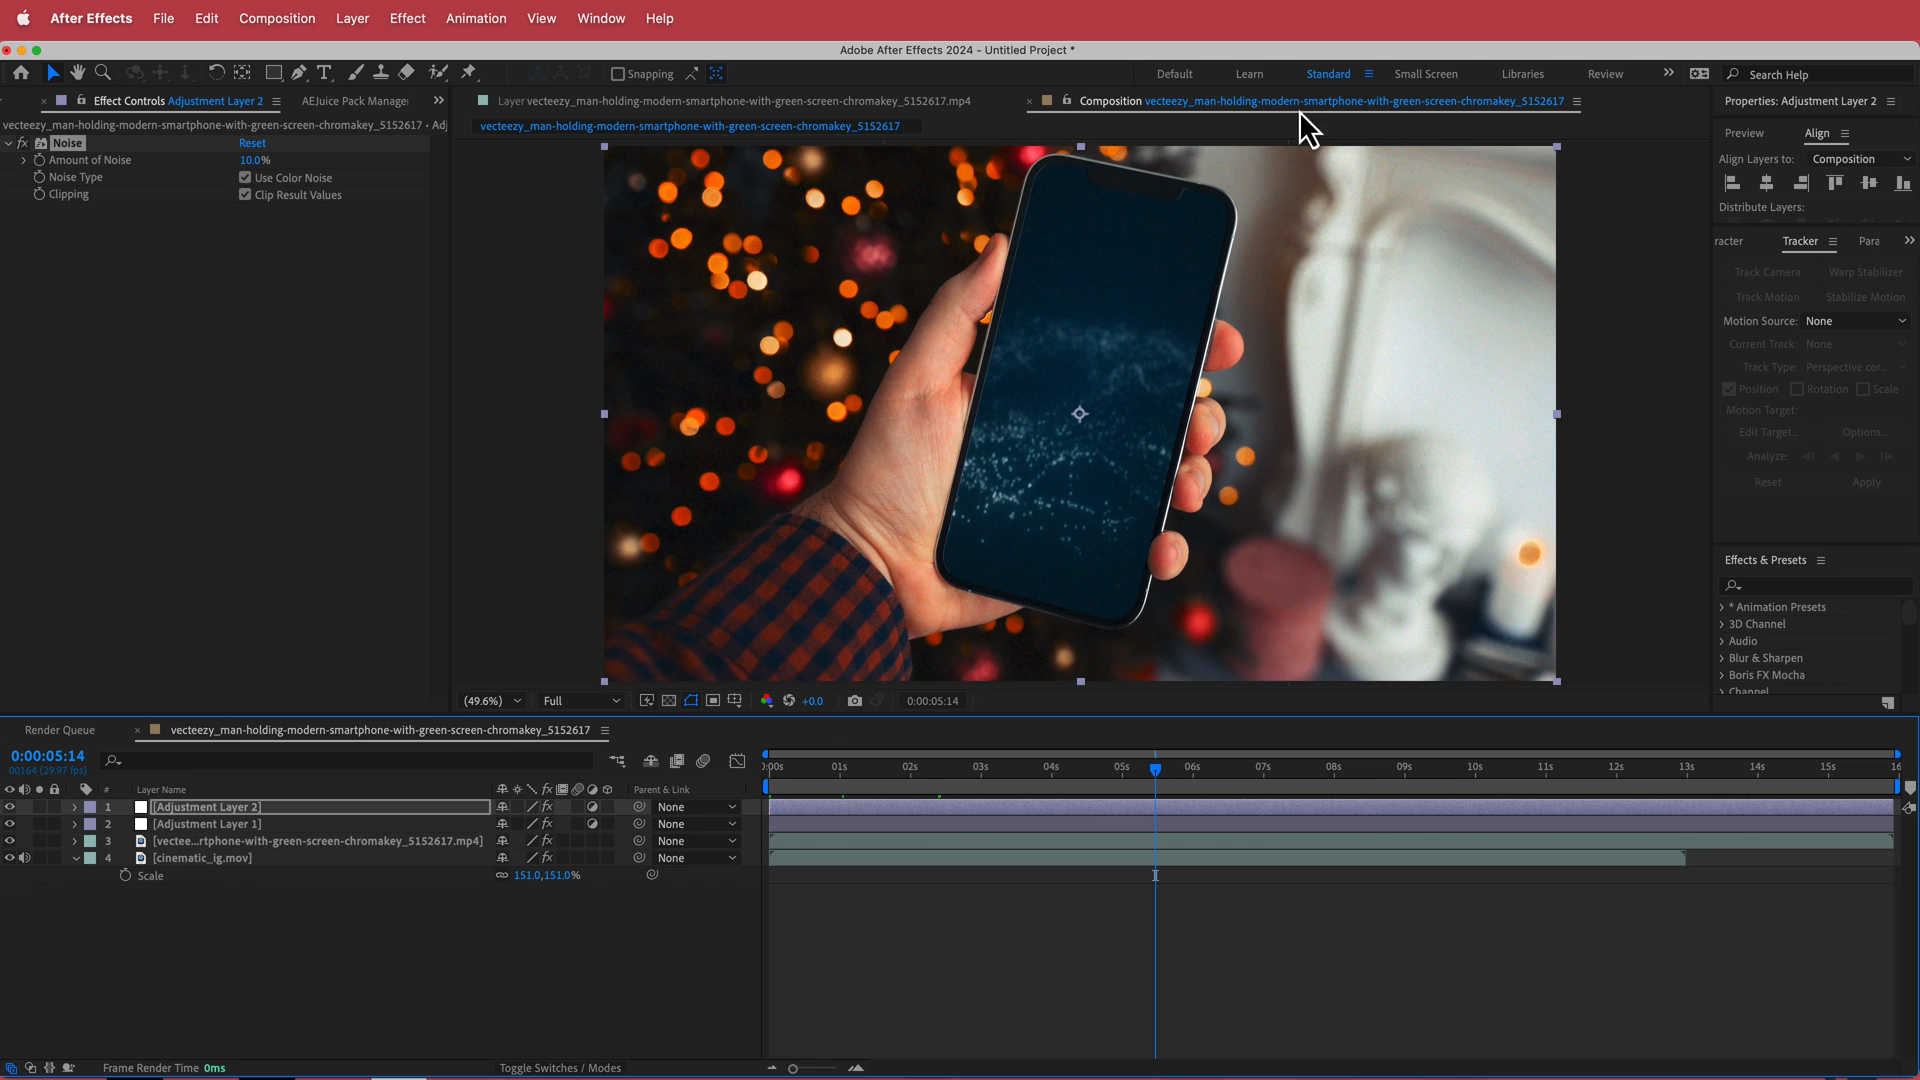 After Effects File Edit Composition Layer Effect Animation View Window Help
Adobe After Effects 2024 - Untitled Project *
Snapping Default Learn Standard Small Screen Libraries Review Search Help
Effect Controls Adjustment Layer 2 AEJuice Pack Manager
Layer vecteezy_man-holding-modern-smartphone-with-green-screen-chromakey_5152617.mp4
Composition vecteezy_man-holding-modern-smartphone-with-green-screen-chromakey_5152617
Properties: Adjustment Layer 2
vecteezy_man-holding-modern-smartphone-with-green-screen-chromakey_5152617 • Adj
vecteezy_man-holding-modern-smartphone-with-green-screen-chromakey_5152617
fx Noise Reset
Amount of Noise 10.0%
Noise Type Use Color Noise
Clipping Clip Result Values
Preview Align
Align Layers to: Composition
Distribute Layers:
racter Tracker Para
Track Camera Warp Stabilizer
Track Motion Stabilize Motion
Motion Source: None
Current Track: None
Track Type: Perspective cor...
Position Rotation Scale
Motion Target:
Edit Target... Options...
Analyze:
Reset Apply
Effects & Presets
* Animation Presets
3D Channel
Audio
Blur & Sharpen
Boris FX Mocha
Channel
(49.6%) Full +0.0 0:00:05:14
Render Queue vecteezy_man-holding-modern-smartphone-with-green-screen-chromakey_5152617
0:00:05:14
00164 (29.97 fps)
:00s 01s 02s 03s 04s 05s 06s 07s 08s 09s 10s 11s 12s 13s 14s 15s 16
# Layer Name fx Parent & Link
1 [Adjustment Layer 2] fx None
2 [Adjustment Layer 1] fx None
3 [vectee...rtphone-with-green-screen-chromakey_5152617.mp4] fx None
4 [cinematic_ig.mov] fx None
Scale 151.0,151.0%
Frame Render Time 0ms Toggle Switches / Modes